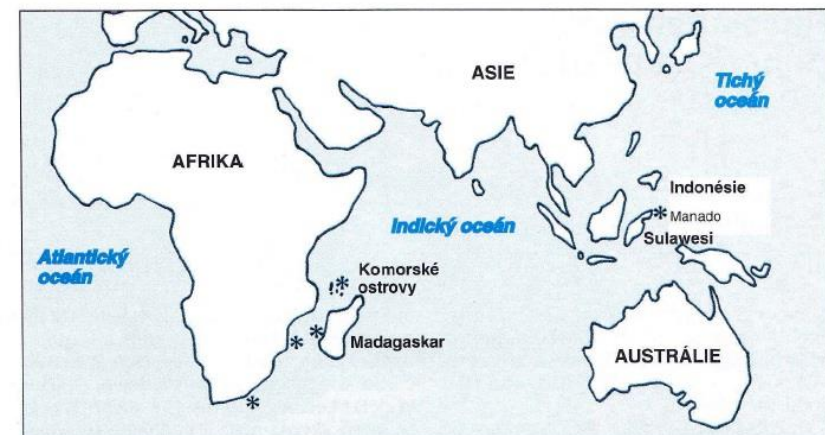 ASIE
Tichý
oceán
AFRIKA
Indonésie
* Manado
Sulawesi
Indický oceán
Atlantický
oceán
Komorské
ostrovy
Madagaskar
AUSTRÁLIE